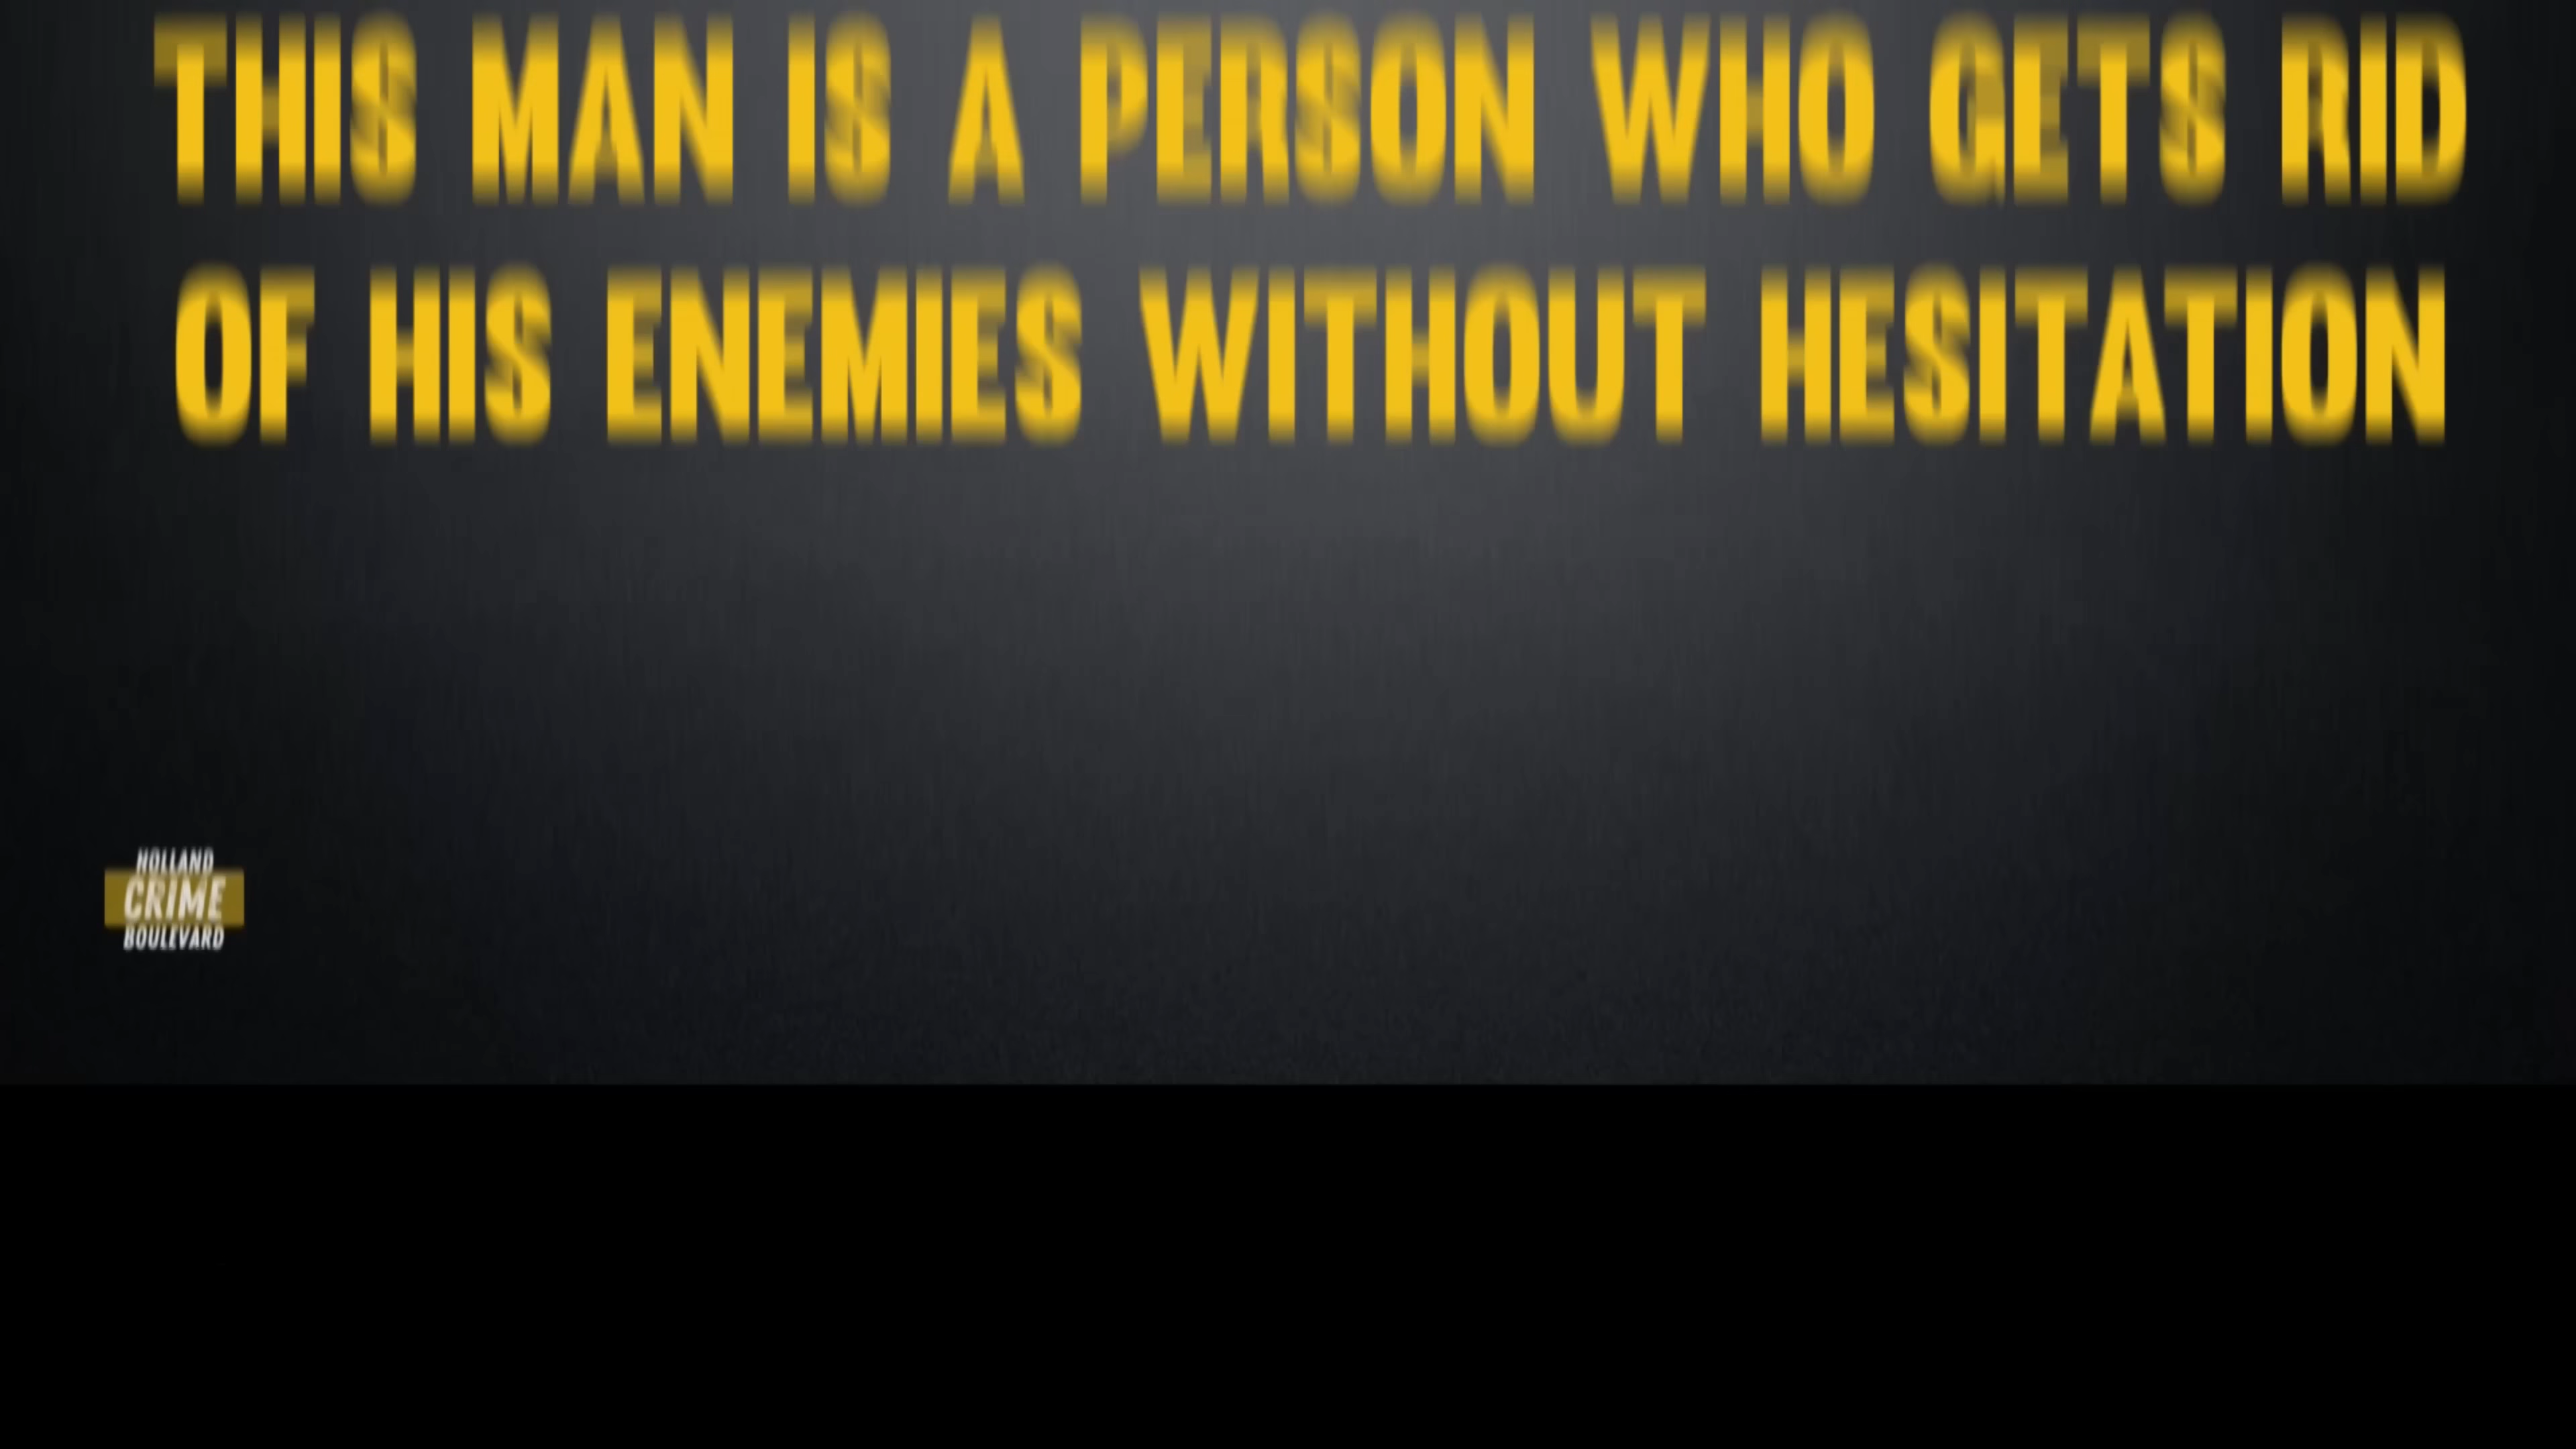 THIS MAN IS A PERSON WHO GETS RID
OF HIS ENEMIES WITHOUT HESITATION
HOLLAND
CRIME
BOULEVARD